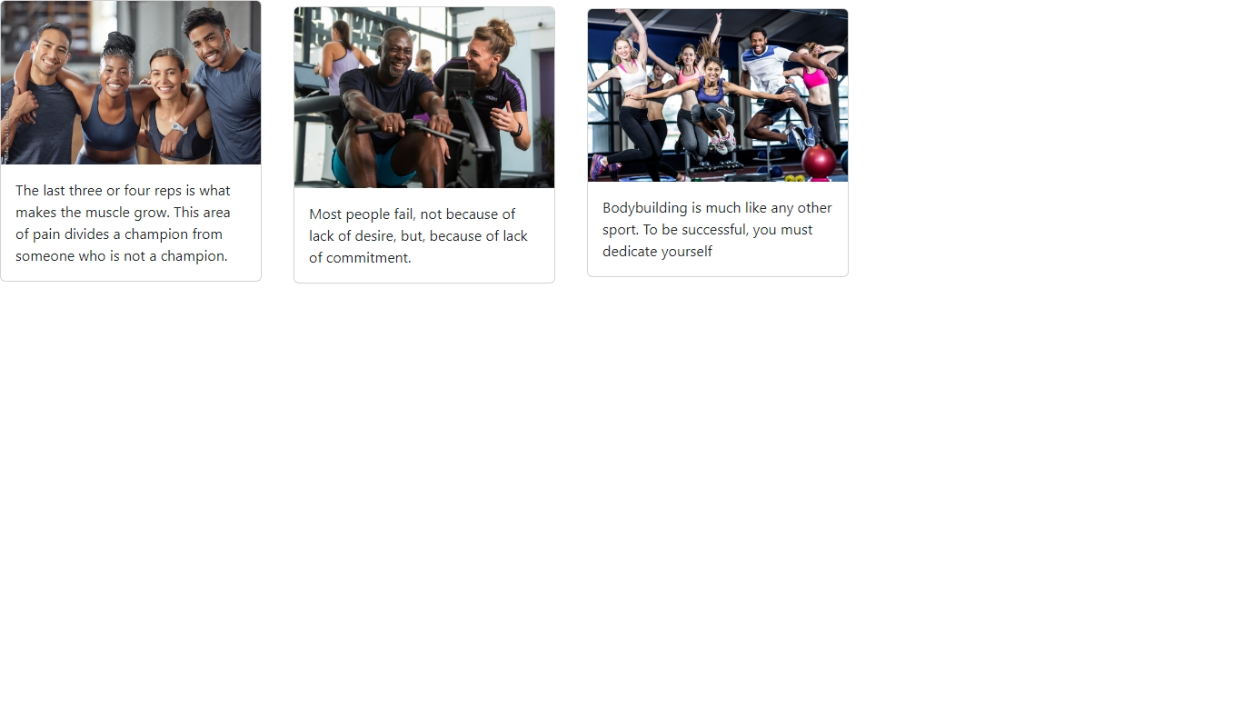 The last three or four reps is what
makes the muscle grow. This area
of pain divides a champion from
someone who is not a champion.
Most people fail, not because of
lack of desire, but, because of lack
of commitment.
Bodybuilding is much like any other
sport. To be successful, you must
dedicate yourself